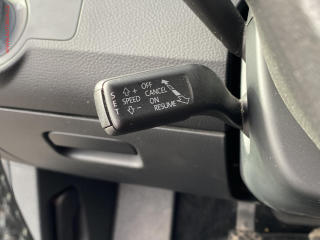 SET
+ OFF
SPEED CANCEL
ON
- RESUME